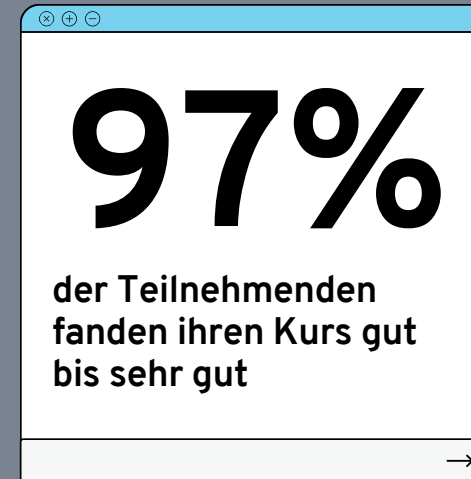 97%
der Teilnehmenden
fanden ihren Kurs gut
bis sehr gut